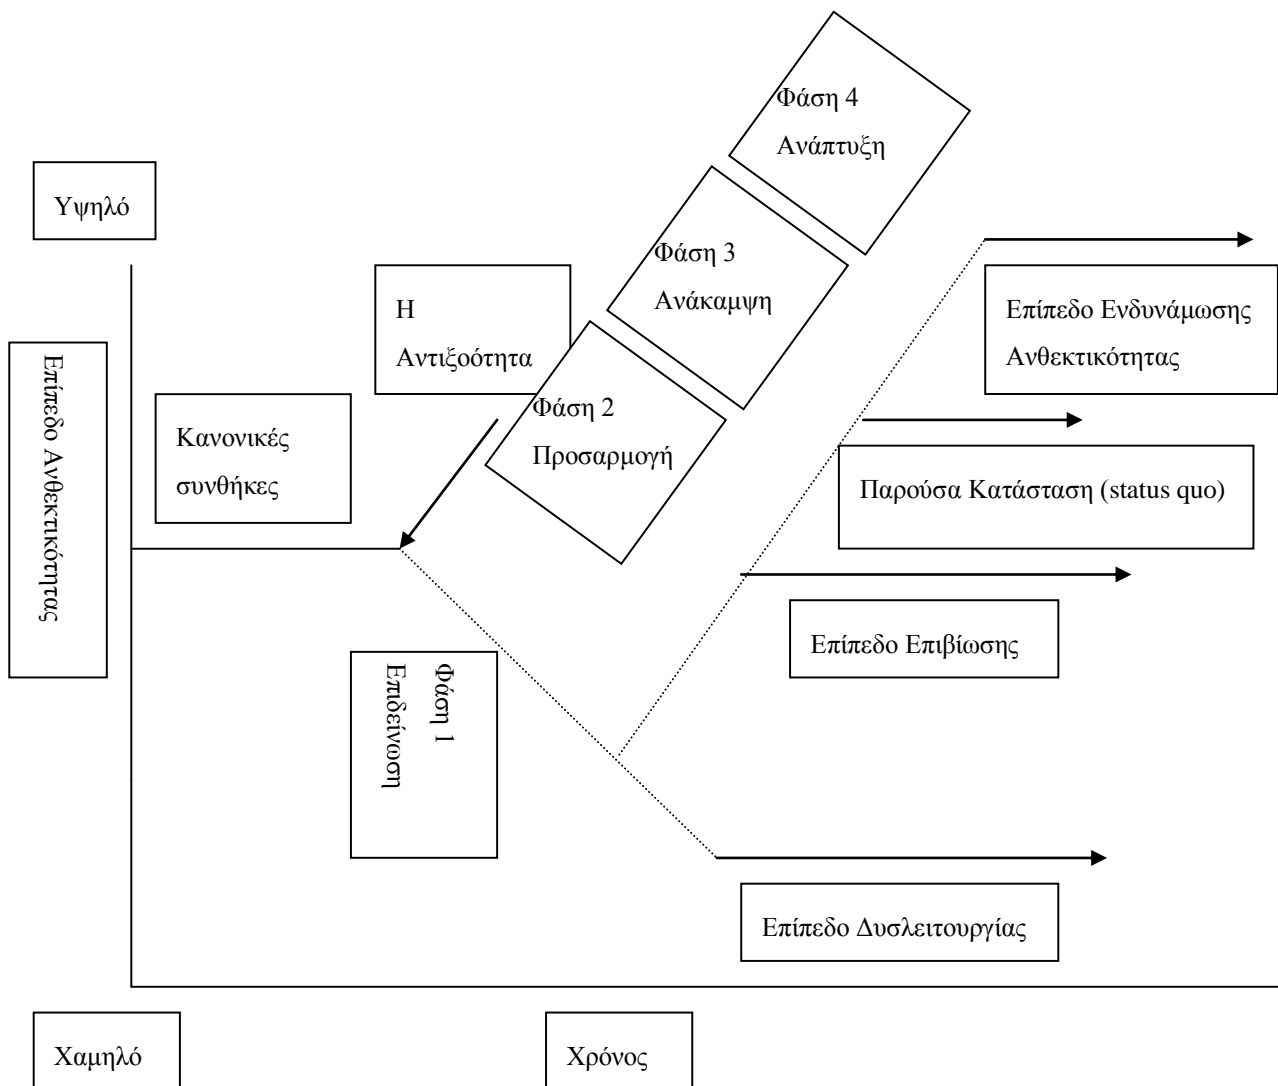 Φάση 4
Ανάπτυξη
Υψηλό
Φάση 3
Ανάκαμψη
Η
Αντιξοότητα
Επίπεδο Ενδυνάμωσης
Ανθεκτικότητας
Επίπεδο Ανθεκτικότητας
Κανονικές
συνθήκες
Φάση 2
Προσαρμογή
Παρούσα Κατάσταση (status quo)
Επίπεδο Επιβίωσης
Φάση 1
Επιδείνωση
Επίπεδο Δυσλειτουργίας
Χαμηλό
Χρόνος